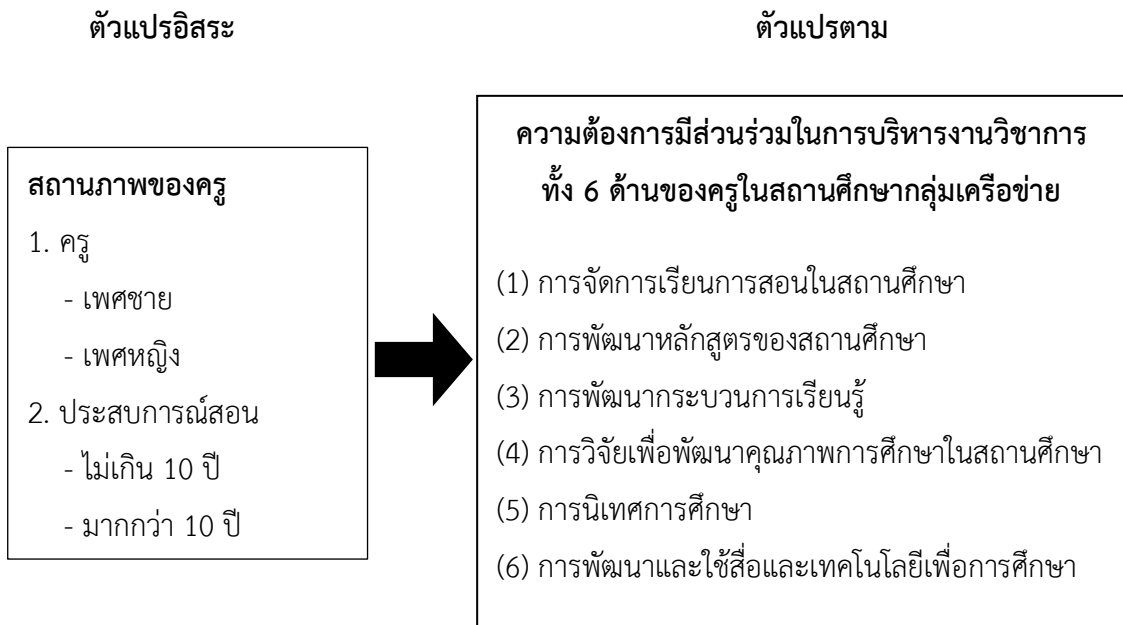 ตัวแปรอิสระ
ตัวแปรตาม
สถานภาพของครู
1. ครู
- เพศชาย
- เพศหญิง
2. ประสบการณ์สอน
- ไม่เกิน 10 ปี
- มากกว่า 10 ปี
ความต้องการมีส่วนร่วมในการบริหารงานวิชาการ
ทั้ง 6 ด้านของครูในสถานศึกษากลุ่มเครือข่าย
(1) การจัดการเรียนการสอนในสถานศึกษา
(2) การพัฒนาหลักสูตรของสถานศึกษา
(3) การพัฒนากระบวนการเรียนรู้
(4) การวิจัยเพื่อพัฒนาคุณภาพการศึกษาในสถานศึกษา
(5) การนิเทศการศึกษา
(6) การพัฒนาและใช้สื่อและเทคโนโลยีเพื่อการศึกษา